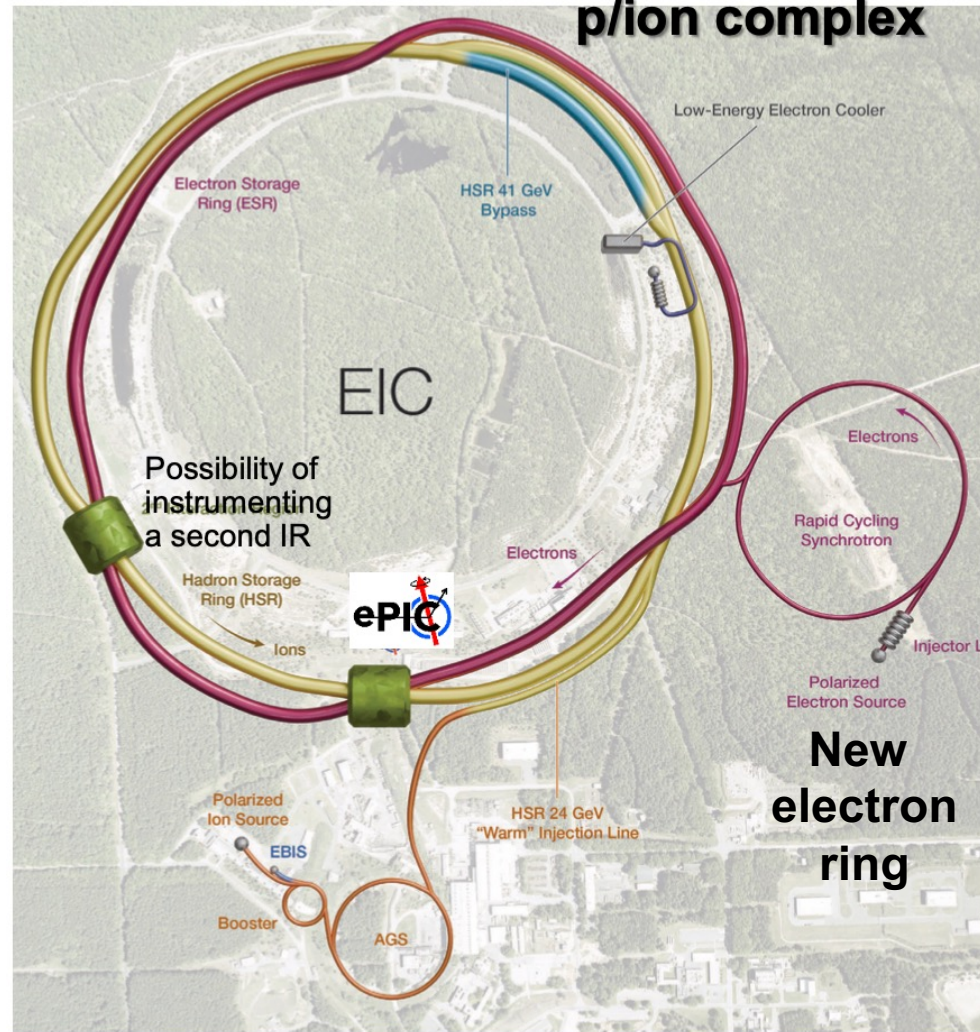 p/ion complex
Low-Energy Electron Cooler
Electron Storage
Ring (ESR)
HSR 41 GeV
Bypass
EIC
Electrons
Rapid Cycling
Synchrotron
Possibility of
instrumenting
a second IR
Electrons
Hadron Storage
Ring (HSR)
Ions
ePIC
Injector L
Polarized
Electron Source
New
electron
ring
Polarized
Ion Source
EBIS
HSR 24 GeV
"Warm" Injection Line
Booster
AGS